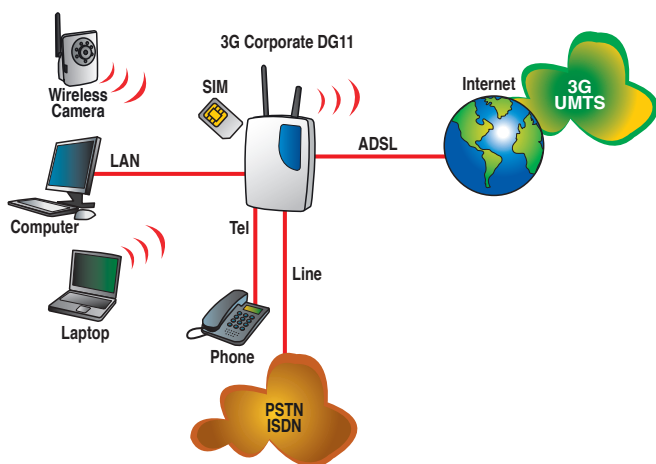 3G Corporate DG11
Wireless
Camera
SIM
Internet
3G
UMTS
LAN
ADSL
Computer
Tel
Line
Laptop
Phone
PSTN
ISDN